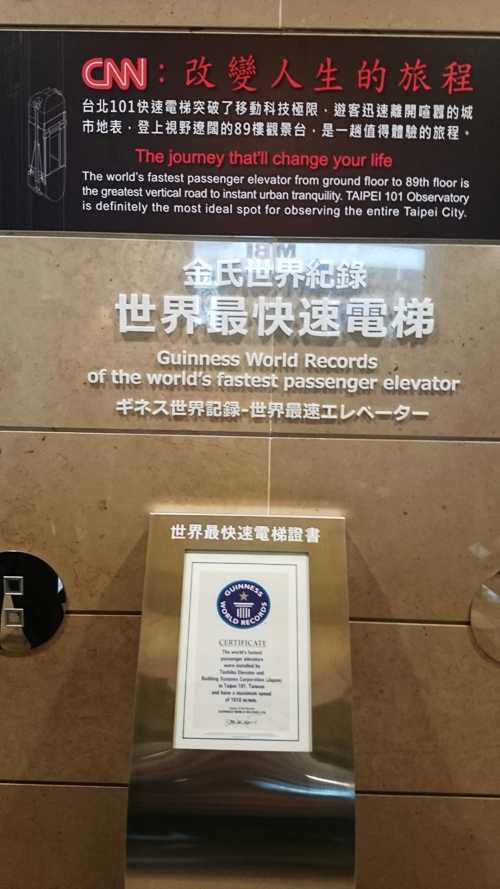 CNN：改變人生的旅程
台北101快速電梯突破了移動科技極限，遊客迅速離開喧囂的城
市地表，登上視野遼闊的89樓觀景台，是一趟值得體驗的旅程。
The journey that'll change your life
The world's fastest passenger elevator from ground floor to 89th floor is
the greatest vertical road to instant urban tranquility. TAIPEI 101 Observatory
is definitely the most ideal spot for observing the entire Taipei City.
金氏世界紀錄
世界最快速電梯
Guinness World Records
of the world's fastest passenger elevator
ギネス世界記録-世界最速エレベーター
世界最快速電梯證書
GUINNESS
WORLD RECORDS
CERTIFICATE
The world's fastest
passenger elevators
were installed by
Toshiba Elevator and
Building Systems Corporation (Japan)
in Taipei 101, Taiwan
and have a maximum speed
of 1010 m/min.
GUINNESS WORLD RECORDS LTD